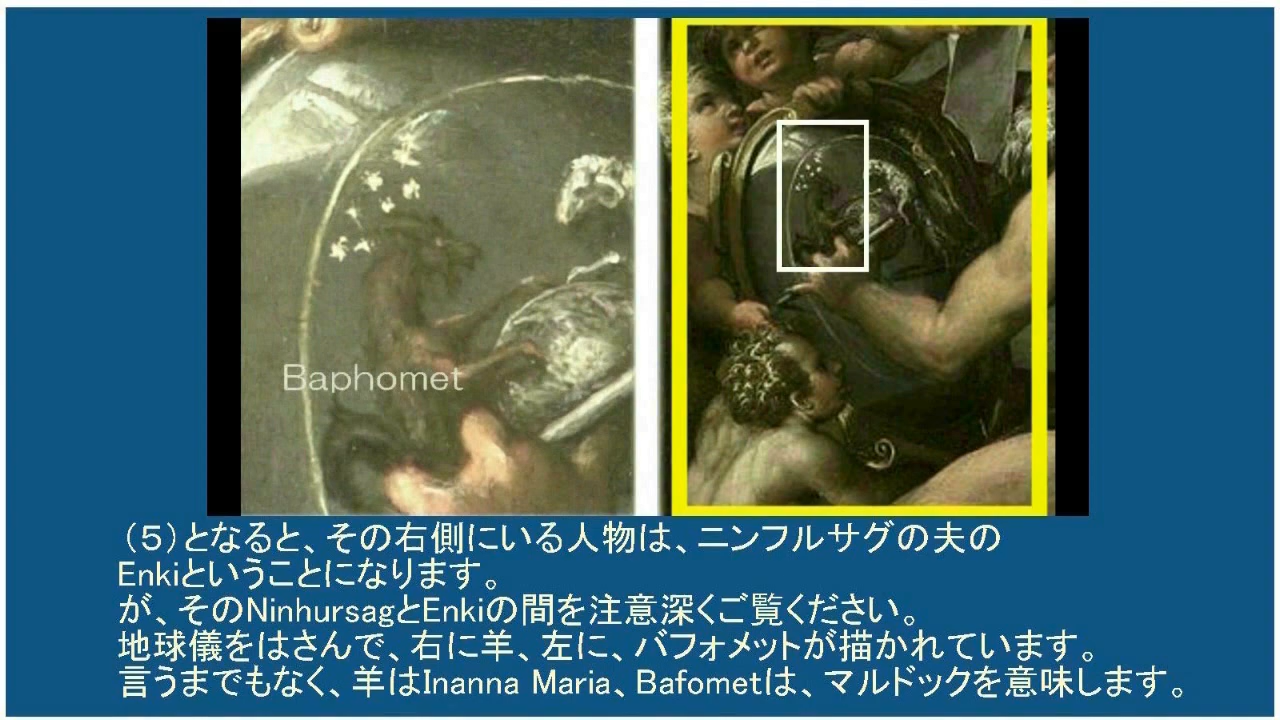 Baphomet
（５）となると、その右側にいる人物は、ニンフルサグの夫の
Enkiということになります。
が、そのNinhursagとEnkiの間を注意深くご覧ください。
地球儀をはさんで、右に羊、左に、バフォメットが描かれています。
言うまでもなく、羊はInanna Maria、Bafometは、マルドックを意味します。